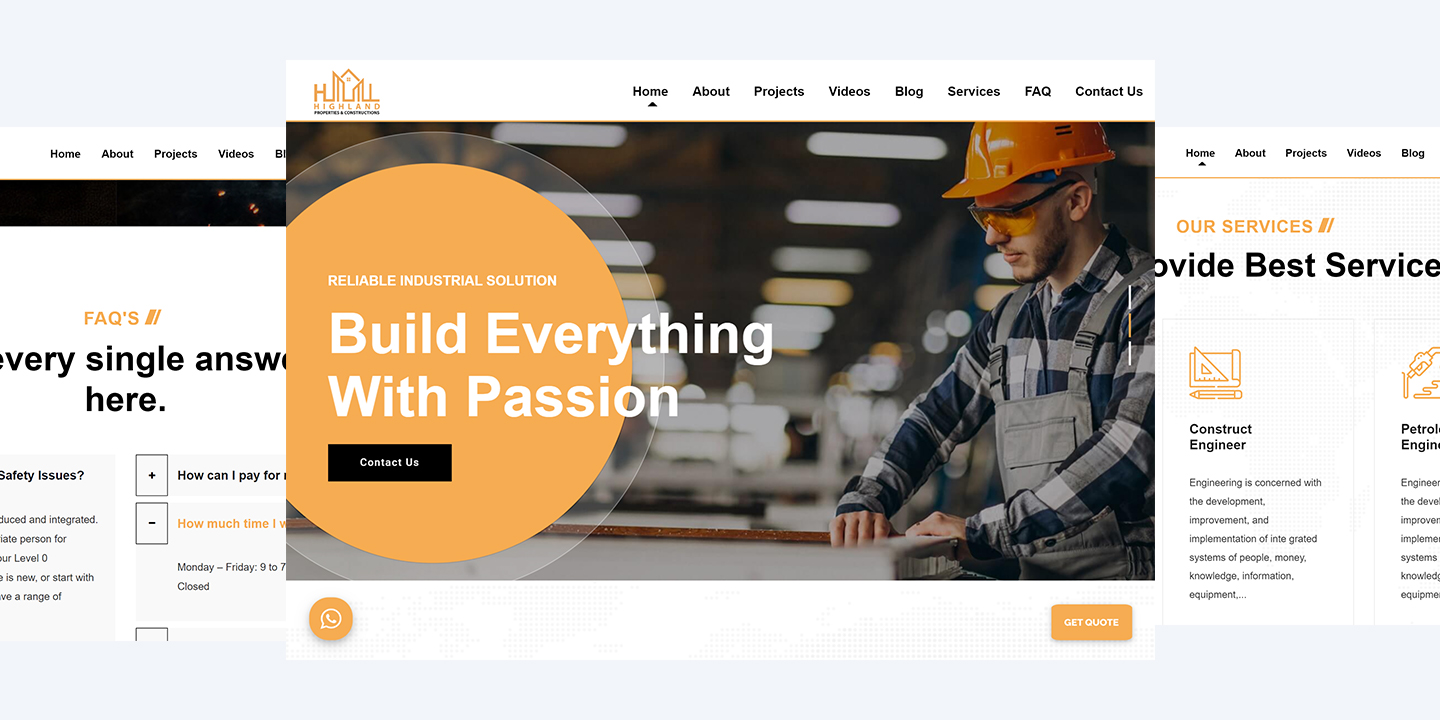 Home About Projects Videos
FAQ'S
every single answe
here.
Safety Issues?
duced and integrated.
iate person for
our Level 0
e is new, or start with
ave a range of
+
How can I pay for
−
How much time I
Monday – Friday: 9 to 7
Closed
HIGHLAND
PROPERTIES & CONSTRUCTIONS
Home About Projects Videos Blog Services FAQ Contact Us
RELIABLE INDUSTRIAL SOLUTION
Build Everything
With Passion
Contact Us
GET QUOTE
Home About Projects Videos Blog
OUR SERVICES
ovide Best Service
Construct
Engineer
Engineering is concerned with
the development,
improvement, and
implementation of inte grated
systems of people, money,
knowledge, information,
equipment,...
Petrol
Engin
Engineer
the devel
improvem
implemen
systems
knowledg
equipmen